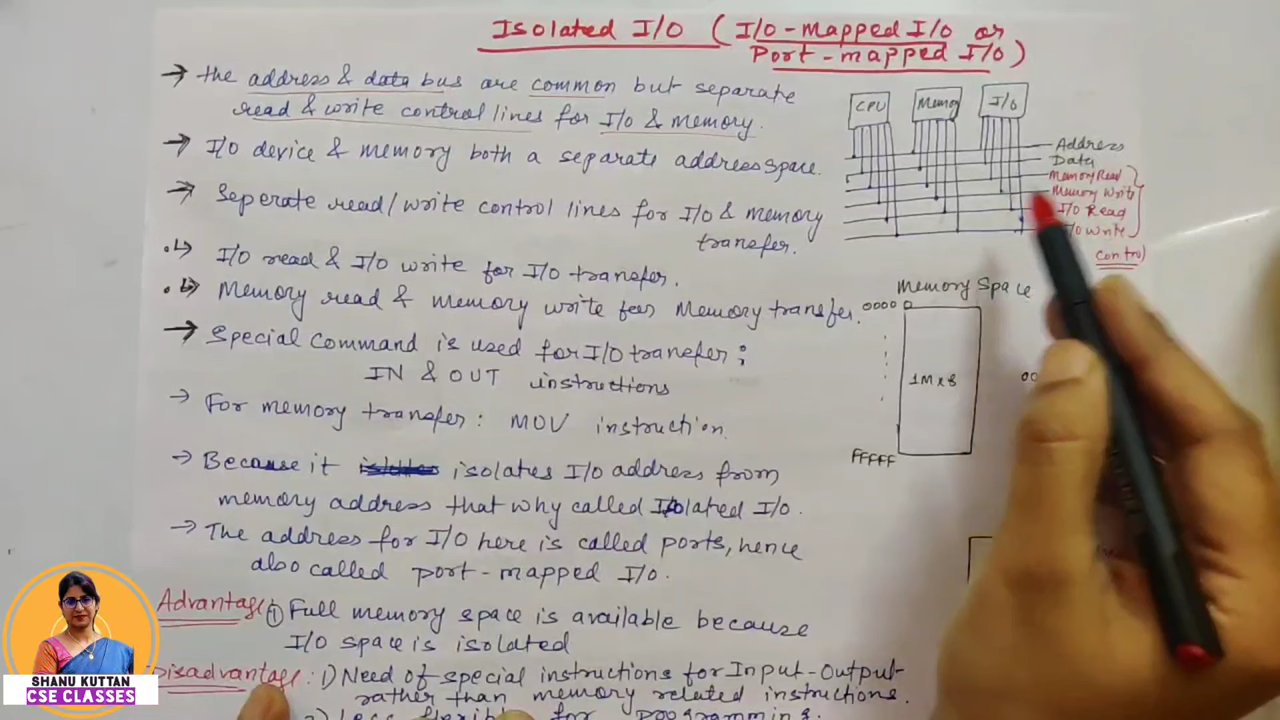 Isolated I/O ( I/O-Mapped I/O or
Port-mapped I/O)
→ the address & data bus are common but separate
read & write control lines for I/O & memory.
→ I/O device & memory both a separate address space.
→ Seperate read/write control lines for I/O & memory
transfer.
I/O read & I/O write for I/O transfer.
Memory read & memory write for Memory transfer.
→ Special command is used for I/O transfer:
IN & OUT instructions
→ For memory transfer: MOV instruction.
→ Because it isolates I/O address from
memory address that why called Isolated I/O.
→ The address for I/O here is called ports, hence
also called port-mapped I/O.
Advantage: ① Full memory space is available because
I/O space is isolated
Disadvantage: 1) Need of special instructions for Input-Output
rather than memory related instructions.
2) Less flexible for programming.
CPU
Memory
I/O
Address
Data
Memory Read
Memory Write
I/O Read
I/O Write
Control
Memory Space
0000 0
1M x 8
FFFFF
SHANU KUTTAN
CSE CLASSES